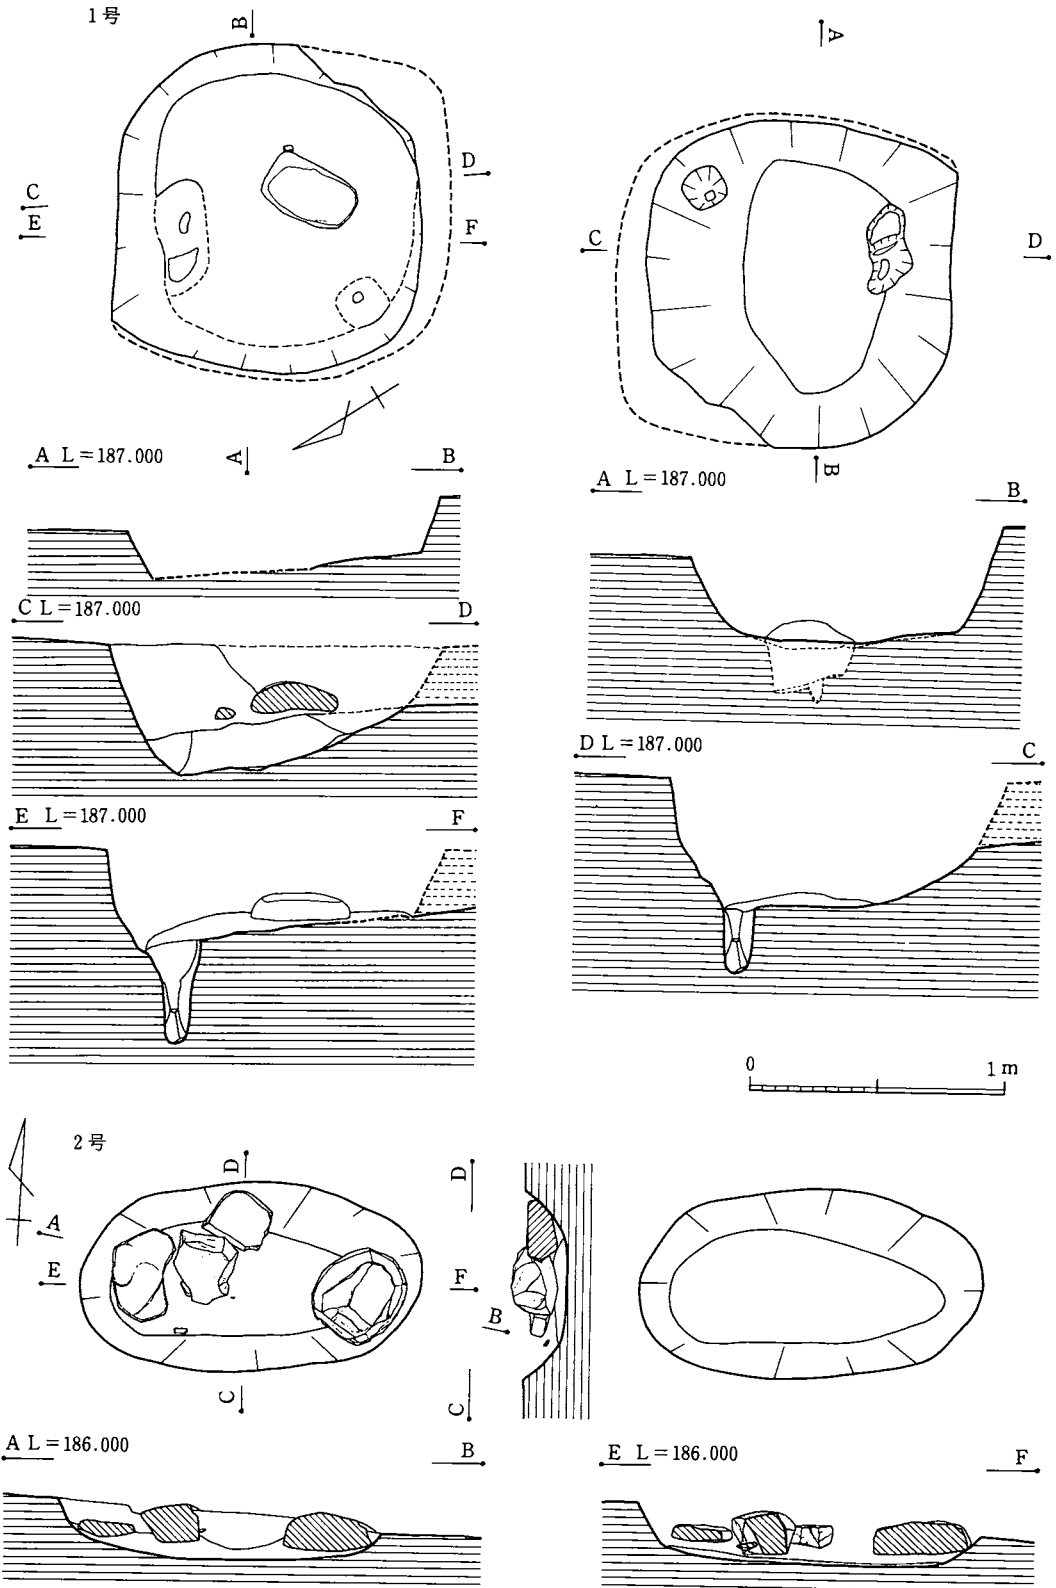 1号
B
A
D
C
E
F
C
D
A L=187.000
A
B
B
A L=187.000
B
C L=187.000
D
D L=187.000
C
E L=187.000
F
0
1m
2号
D
D
A
E
F
B
C
C
A L=186.000
B
E L=186.000
F